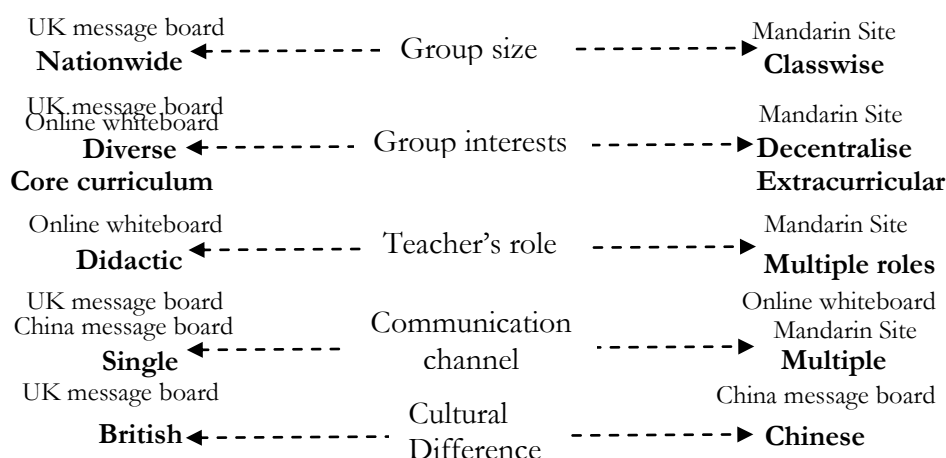 UK message board
Nationwide
Group size
Mandarin Site
Classwise
UK message board
Online whiteboard
Diverse
Core curriculum
Group interests
Mandarin Site
Decentralise
Extracurricular
Online whiteboard
Didactic
Teacher’s role
Mandarin Site
Multiple roles
UK message board
China message board
Single
Communication
channel
Online whiteboard
Mandarin Site
Multiple
UK message board
British
Cultural
Difference
China message board
Chinese